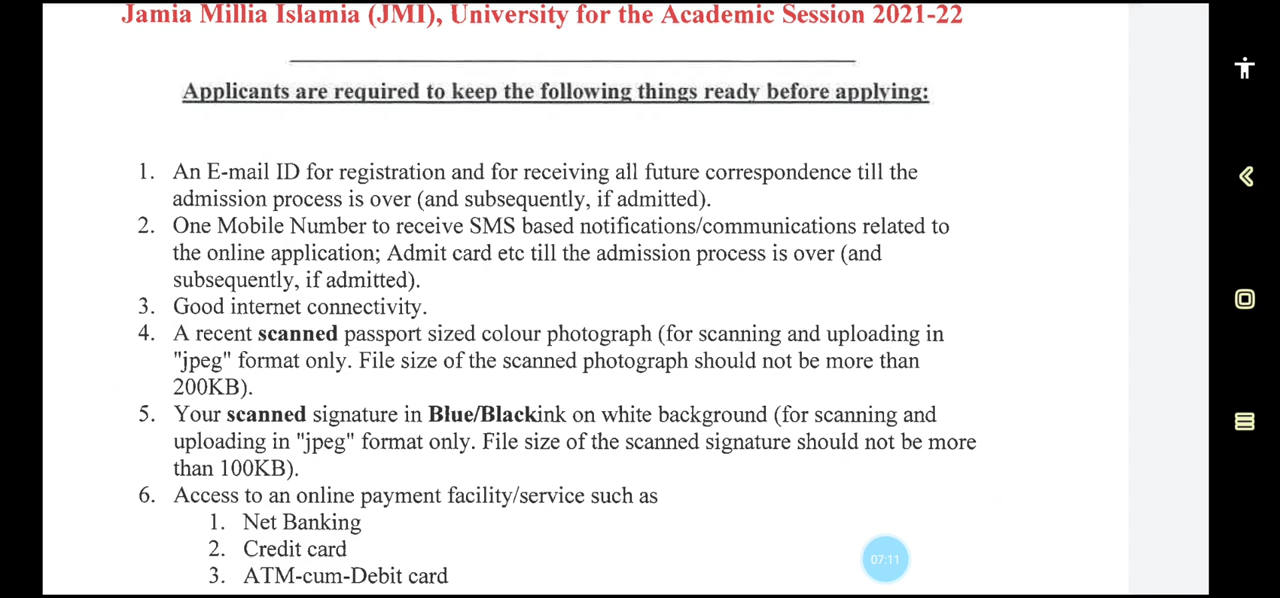 Jamia Millia Islamia (JMI), University for the Academic Session 2021-22
Applicants are required to keep the following things ready before applying:
1. An E-mail ID for registration and for receiving all future correspondence till the
admission process is over (and subsequently, if admitted).
2. One Mobile Number to receive SMS based notifications/communications related to
the online application; Admit card etc till the admission process is over (and
subsequently, if admitted).
3. Good internet connectivity.
4. A recent scanned passport sized colour photograph (for scanning and uploading in
"jpeg" format only. File size of the scanned photograph should not be more than
200KB).
5. Your scanned signature in Blue/Blackink on white background (for scanning and
uploading in "jpeg" format only. File size of the scanned signature should not be more
than 100KB).
6. Access to an online payment facility/service such as
1. Net Banking
2. Credit card
3. ATM-cum-Debit card
07:11